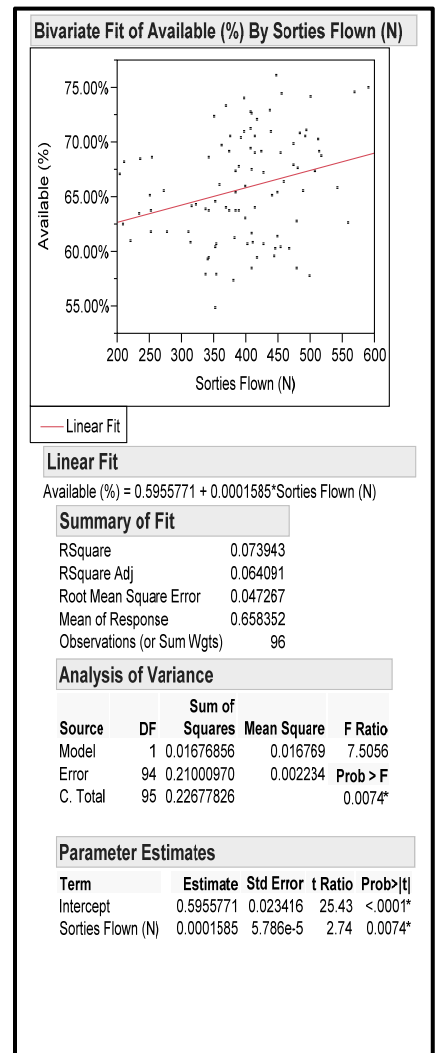 Bivariate Fit of Available (%) By Sorties Flown (N)
75.00%
70.00%
65.00%
60.00%
55.00%
Available (%)
200 250 300 350 400 450 500 550 600
Sorties Flown (N)
Linear Fit
Linear Fit
Available (%) = 0.5955771 + 0.0001585*Sorties Flown (N)
Summary of Fit
RSquare 0.073943
RSquare Adj 0.064091
Root Mean Square Error 0.047267
Mean of Response 0.658352
Observations (or Sum Wgts) 96
Analysis of Variance
Sum of
Source DF Squares Mean Square F Ratio
Model 1 0.01676856 0.016769 7.5056
Error 94 0.21000970 0.002234 Prob > F
C. Total 95 0.22677826 0.0074*
Parameter Estimates
Term Estimate Std Error t Ratio Prob>|t|
Intercept 0.5955771 0.023416 25.43 <.0001*
Sorties Flown (N) 0.0001585 5.786e-5 2.74 0.0074*